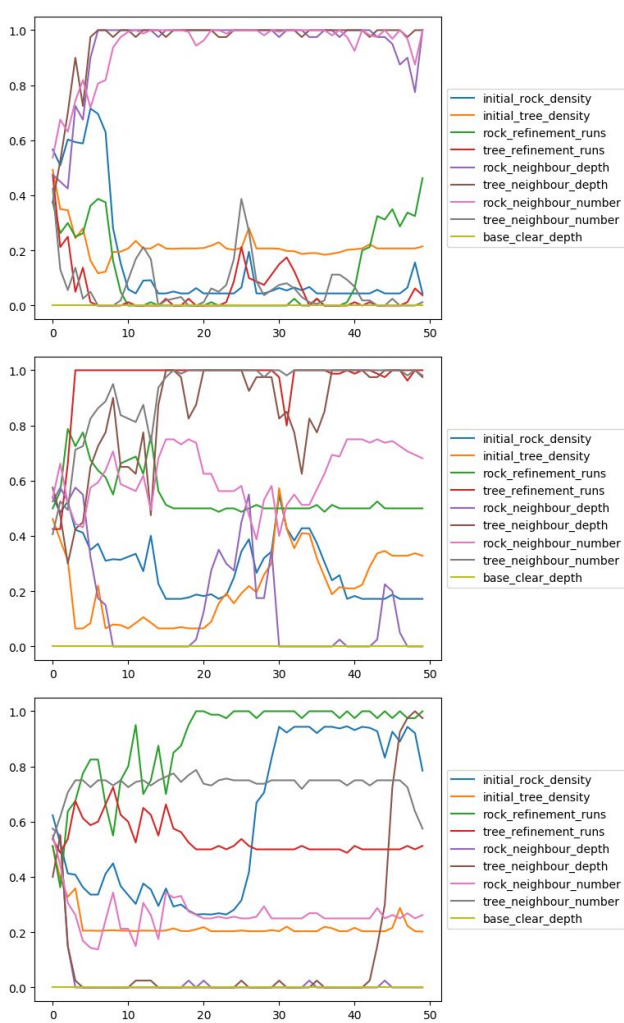 1.0
0.8
0.6
0.4
0.2
0.0
0 10 20 30 40 50
initial_rock_density
initial_tree_density
rock_refinement_runs
tree_refinement_runs
rock_neighbour_depth
tree_neighbour_depth
rock_neighbour_number
tree_neighbour_number
base_clear_depth
1.0
0.8
0.6
0.4
0.2
0.0
0 10 20 30 40 50
initial_rock_density
initial_tree_density
rock_refinement_runs
tree_refinement_runs
rock_neighbour_depth
tree_neighbour_depth
rock_neighbour_number
tree_neighbour_number
base_clear_depth
1.0
0.8
0.6
0.4
0.2
0.0
0 10 20 30 40 50
initial_rock_density
initial_tree_density
rock_refinement_runs
tree_refinement_runs
rock_neighbour_depth
tree_neighbour_depth
rock_neighbour_number
tree_neighbour_number
base_clear_depth